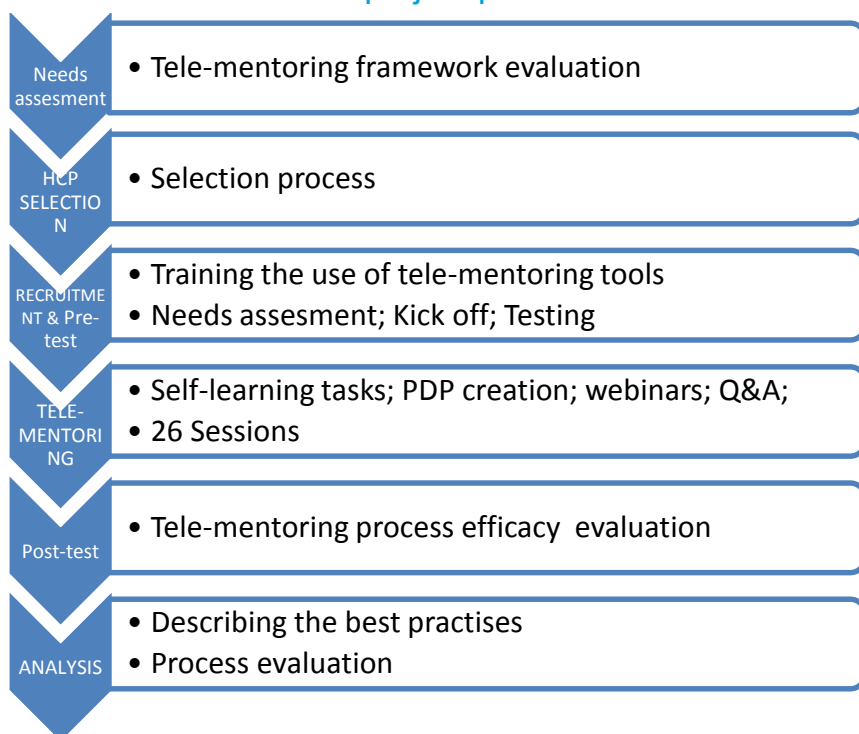 Needs
assesment
• Tele-mentoring framework evaluation
HCP
SELECTIO
N
• Selection process
RECRUITME
NT & Pre-
test
• Training the use of tele-mentoring tools
• Needs assesment; Kick off; Testing
TELE-
MENTORI
NG
• Self-learning tasks; PDP creation; webinars; Q&A;
• 26 Sessions
Post-test
• Tele-mentoring process efficacy  evaluation
ANALYSIS
• Describing the best practises
• Process evaluation